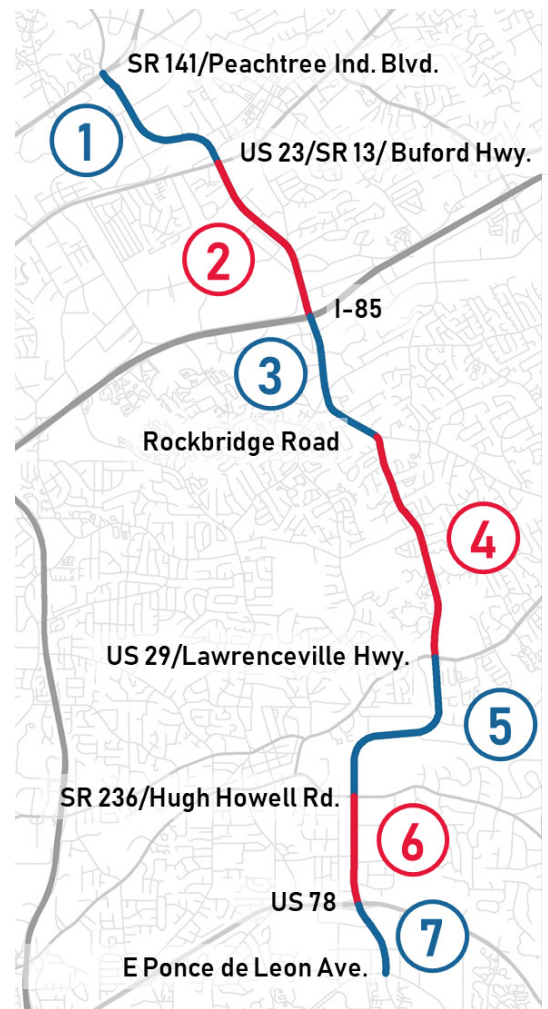 SR 141/Peachtree Ind. Blvd.
1
US 23/SR 13/ Buford Hwy.
2
I-85
3
Rockbridge Road
4
US 29/Lawrenceville Hwy.
5
SR 236/Hugh Howell Rd.
6
US 78
7
E Ponce de Leon Ave.